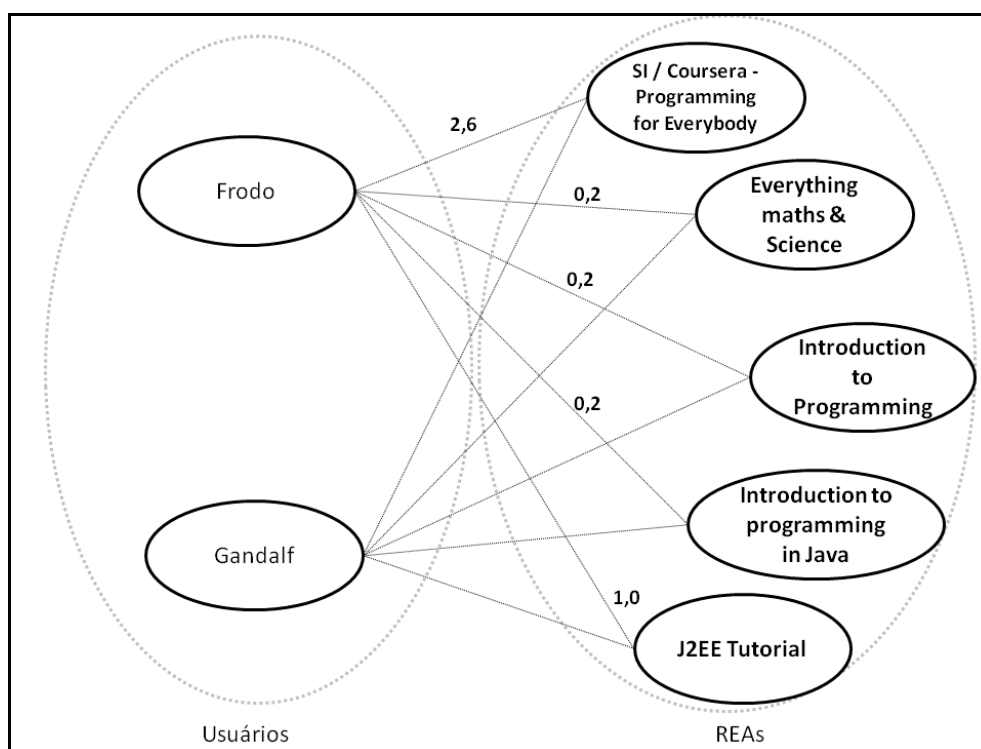 SI / Coursera -
Programming
for Everybody
2,6
Frodo
0,2
Everything
maths &
Science
0,2
Introduction
to
Programming
0,2
Introduction to
programming
in Java
Gandalf
1,0
J2EE Tutorial
Usuários
REAs